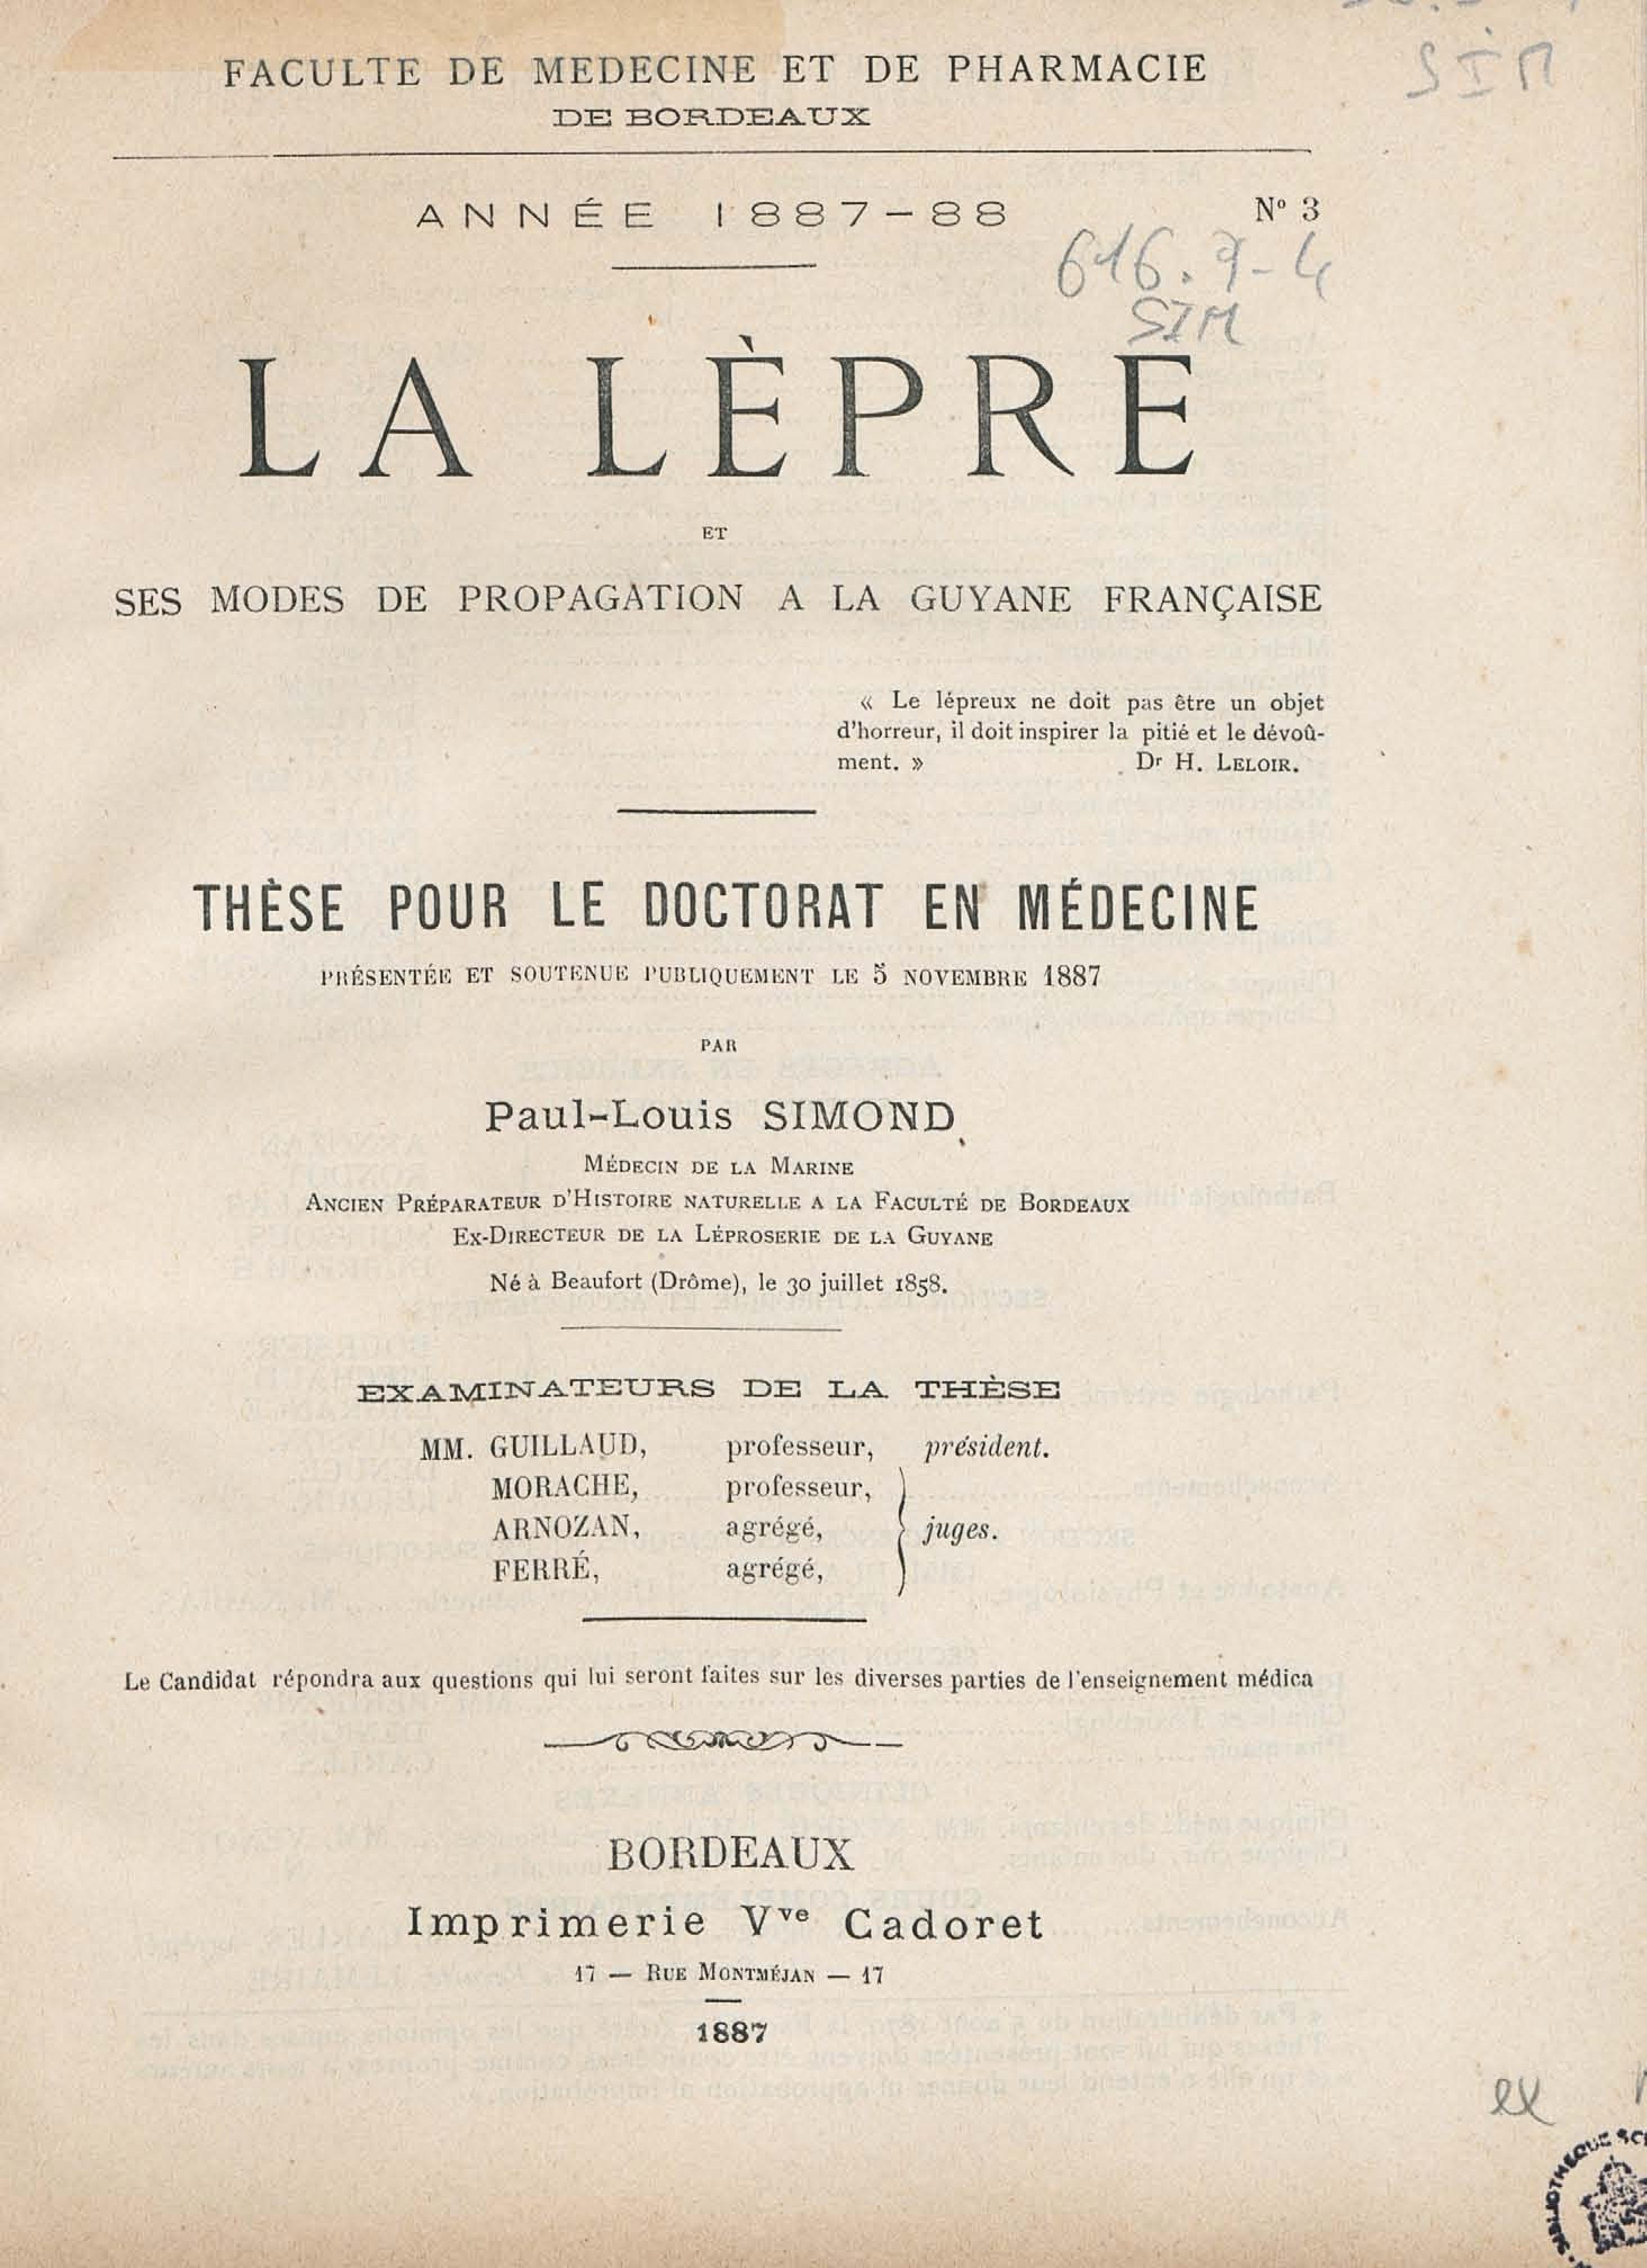 SIM
FACULTE DE MEDECINE ET DE PHARMACIE
DE BORDEAUX
ANNÉE 1887-88
Nº 3
616.9-4
SIM
LA LÈPRE
ET
SES MODES DE PROPAGATION A LA GUYANE FRANÇAISE
« Le lépreux ne doit pas être un objet
d'horreur, il doit inspirer la pitié et le dévoû-
ment. » Dr H. LELOIR.
THÈSE POUR LE DOCTORAT EN MÉDECINE
PRÉSENTÉE ET SOUTENUE PUBLIQUEMENT LE 5 NOVEMBRE 1887
PAR
Paul-Louis SIMOND
MÉDECIN DE LA MARINE
ANCIEN PRÉPARATEUR D'HISTOIRE NATURELLE A LA FACULTÉ DE BORDEAUX
EX-DIRECTEUR DE LA LÉPROSERIE DE LA GUYANE
Né à Beaufort (Drôme), le 30 juillet 1858.
EXAMINATEURS DE LA THÈSE
MM. GUILLAUD, professeur, président.
MORACHE, professeur,
ARNOZAN, agrégé, juges.
FERRÉ, agrégé,
Le Candidat répondra aux questions qui lui seront faites sur les diverses parties de l'enseignement médica
BORDEAUX
Imprimerie Vve Cadoret
17 — RUE MONTMÉJAN — 17
1887
ex